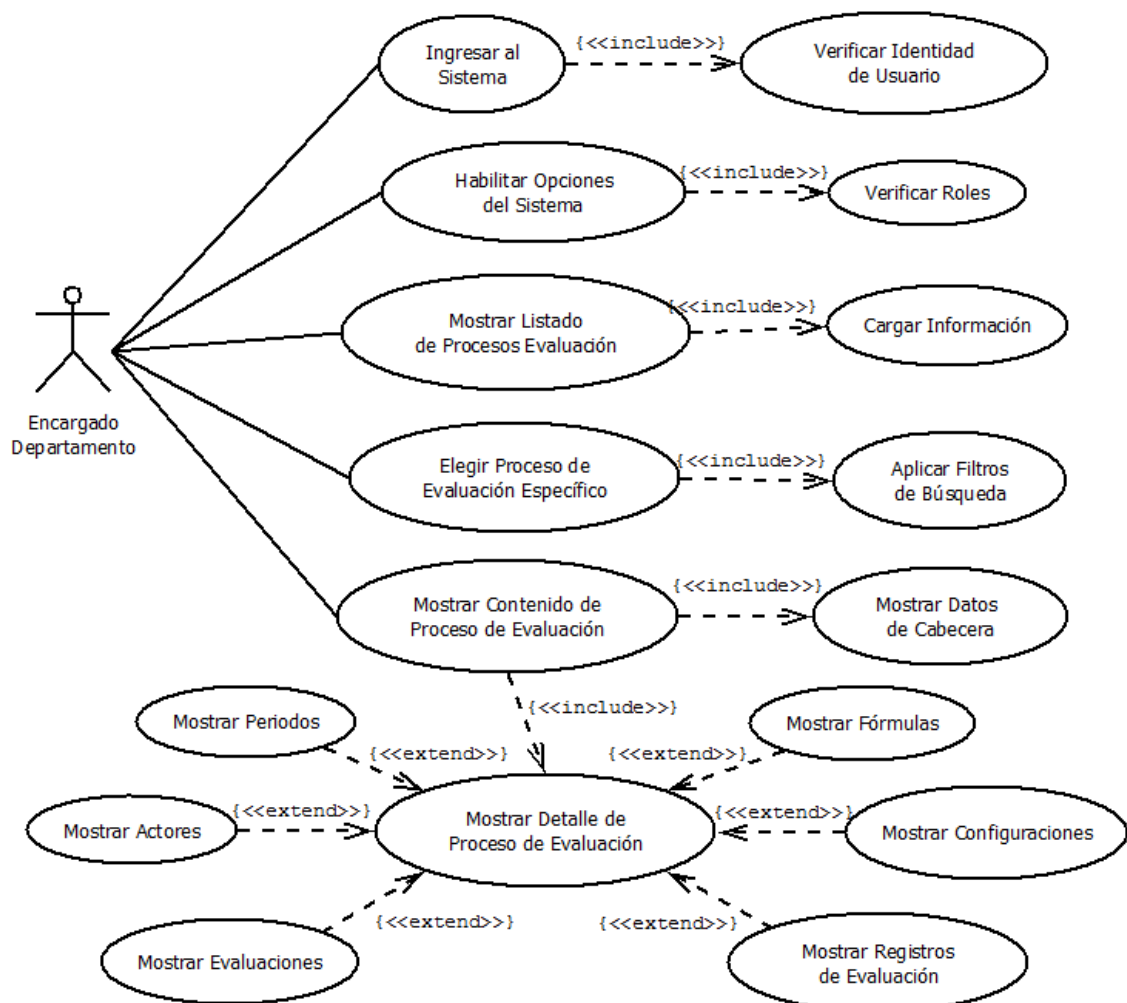 Ingresar al
Sistema
{<<include>>}
Verificar Identidad
de Usuario
Habilitar Opciones
del Sistema
{<<include>>}
Verificar Roles
Mostrar Listado
de Procesos Evaluación
{<<include>>}
Cargar Información
Encargado
Departamento
Elegir Proceso de
Evaluación Específico
{<<include>>}
Aplicar Filtros
de Búsqueda
Mostrar Contenido de
Proceso de Evaluación
{<<include>>}
Mostrar Datos
de Cabecera
{<<include>>}
Mostrar Periodos
{<<extend>>}
Mostrar Fórmulas
{<<extend>>}
Mostrar Actores
{<<extend>>}
Mostrar Detalle de
Proceso de Evaluación
{<<extend>>}
Mostrar Configuraciones
Mostrar Evaluaciones
{<<extend>>}
{<<extend>>}
Mostrar Registros
de Evaluación